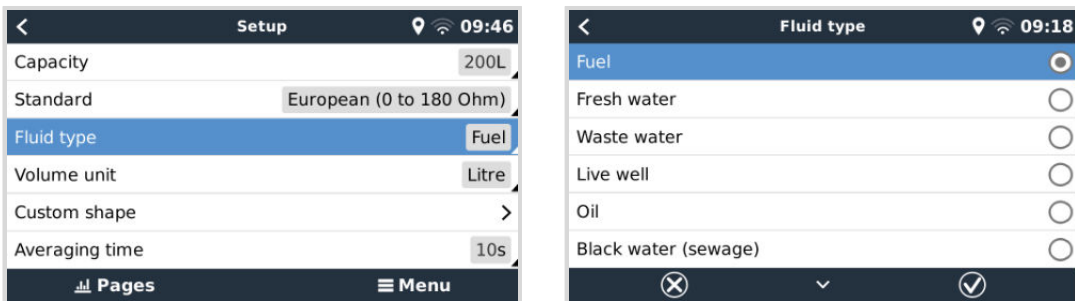 Setup 09:46
Capacity 200L
Standard European (0 to 180 Ohm)
Fluid type Fuel
Volume unit Litre
Custom shape
Averaging time 10s
Pages Menu
Fluid type 09:18
Fuel
Fresh water
Waste water
Live well
Oil
Black water (sewage)